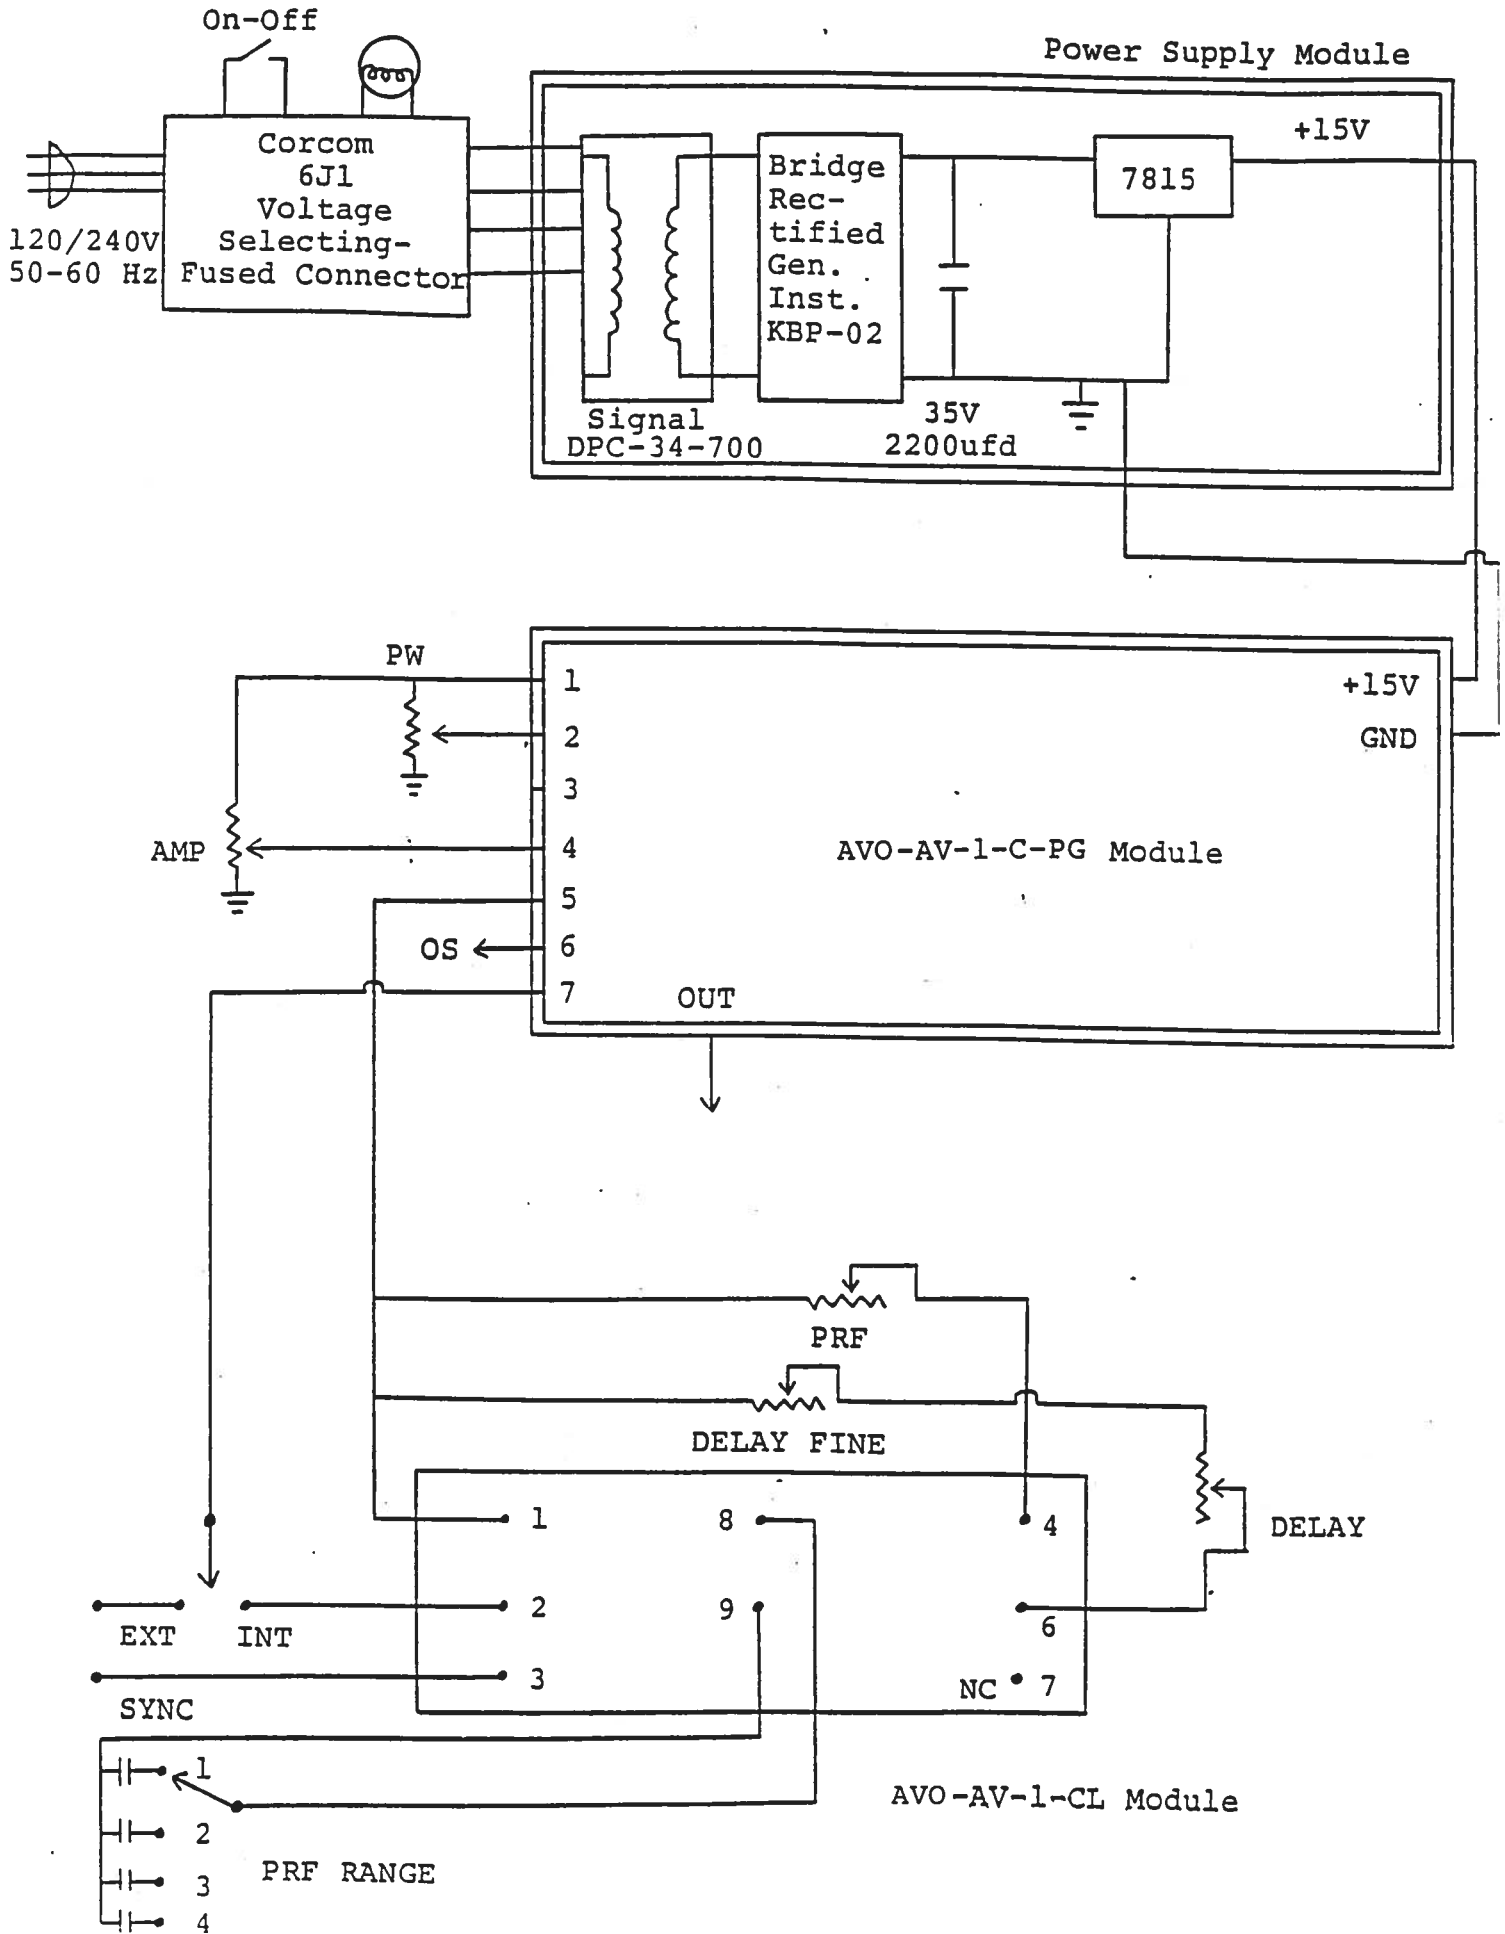 On-Off
Power Supply Module
Corcom
6J1
Voltage
Selecting-
Fused Connector
120/240V
50-60 Hz
Bridge
Rec-
tified
Gen.
Inst.
KBP-02
7815
+15V
Signal
DPC-34-700
35V
2200ufd
PW
1
2
3
4
5
6
7
AMP
OS
OUT
AVO-AV-1-C-PG Module
+15V
GND
PRF
DELAY FINE
DELAY
1
2
3
8
9
4
6
NC 7
EXT
INT
SYNC
1
2
3
4
PRF RANGE
AVO-AV-1-CL Module